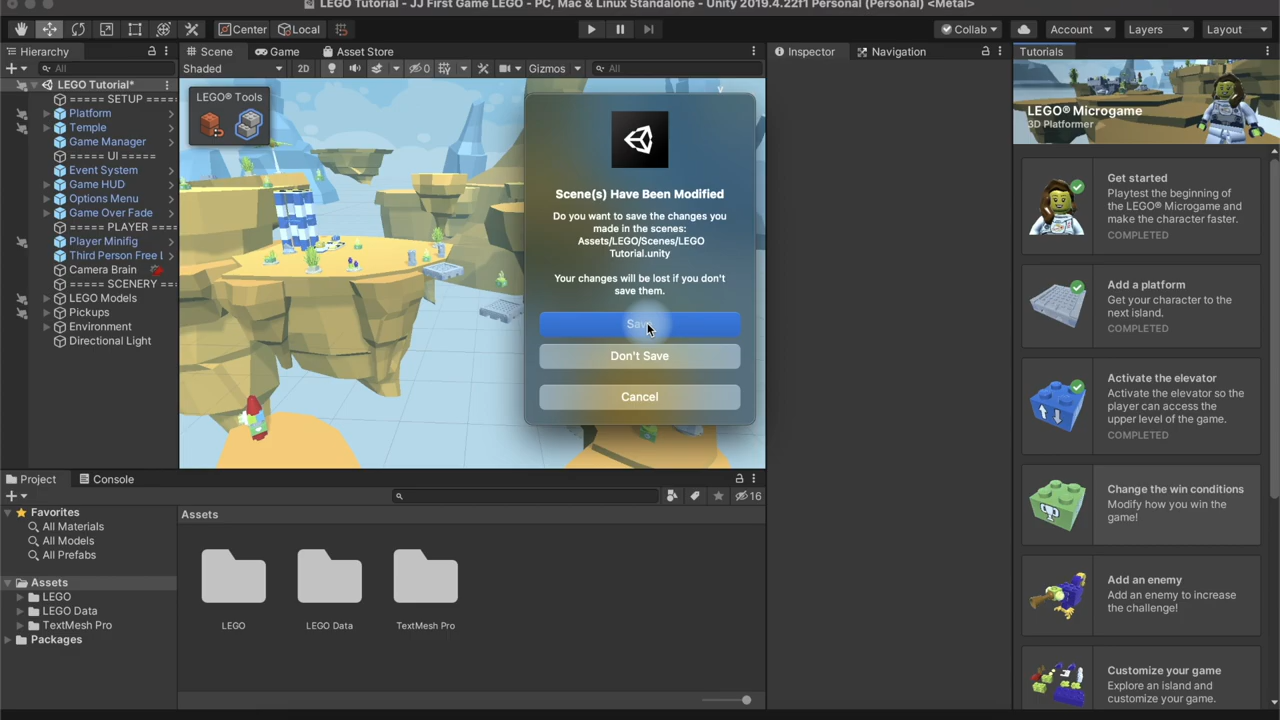 LEGO Tutorial - JJ First Game LEGO - PC, Mac & Linux Standalone - Unity 2019.4.22f1 Personal (Personal) <Metal>
Center
Local
Collab
Account
Layers
Layout
Hierarchy
All
LEGO Tutorial*
===== SETUP =====
Platform
Temple
Game Manager
===== UI =====
Event System
Game HUD
Options Menu
Game Over Fade
===== PLAYER =====
Player Minifig
Third Person Free L
Camera Brain
===== SCENERY =====
LEGO Models
Pickups
Environment
Directional Light
Scene
Game
Asset Store
Shaded
2D
0
Gizmos
All
LEGO® Tools
Scene(s) Have Been Modified
Do you want to save the changes you
made in the scenes:
Assets/LEGO/Scenes/LEGO
Tutorial.unity
Your changes will be lost if you don't
save them.
Save
Don't Save
Cancel
Inspector
Navigation
Tutorials
LEGO® Microgame
3D Platformer
Get started
Playtest the beginning of
the LEGO® Microgame and
make the character faster.
COMPLETED
Add a platform
Get your character to the
next island.
COMPLETED
Activate the elevator
Activate the elevator so the
player can access the
upper level of the game.
COMPLETED
Change the win conditions
Modify how you win the
game!
Add an enemy
Add an enemy to increase
the challenge!
Customize your game
Explore an island and
customize your game.
Project
Console
16
Favorites
All Materials
All Models
All Prefabs
Assets
LEGO
LEGO Data
TextMesh Pro
Packages
Assets
LEGO
LEGO Data
TextMesh Pro